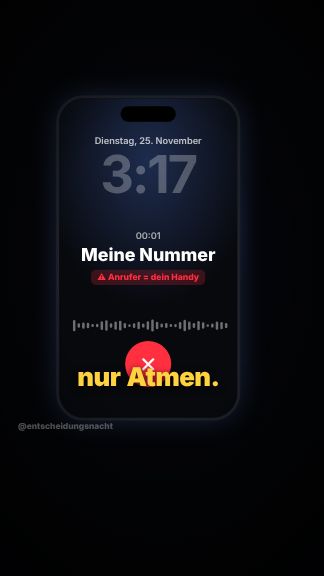 Dienstag, 25. November
3:17
00:01
Meine Nummer
⚠ Anrufer = dein Handy
nur Atmen.
@entscheidungsnacht